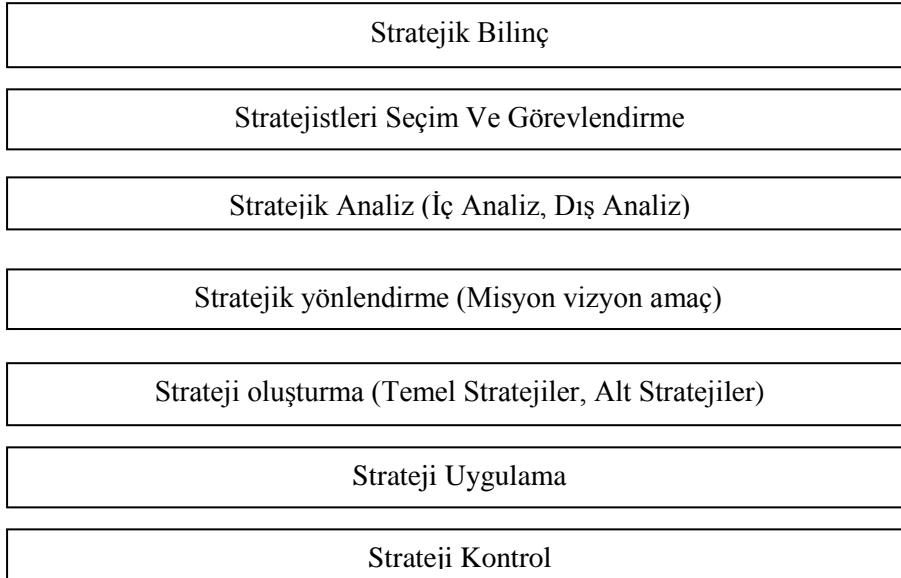 Stratejik Bilinç
Stratejistleri Seçim Ve Görevlendirme
Stratejik Analiz (İç Analiz, Dış Analiz)
Stratejik yönlendirme (Misyon vizyon amaç)
Strateji oluşturma (Temel Stratejiler, Alt Stratejiler)
Strateji Uygulama
Strateji Kontrol